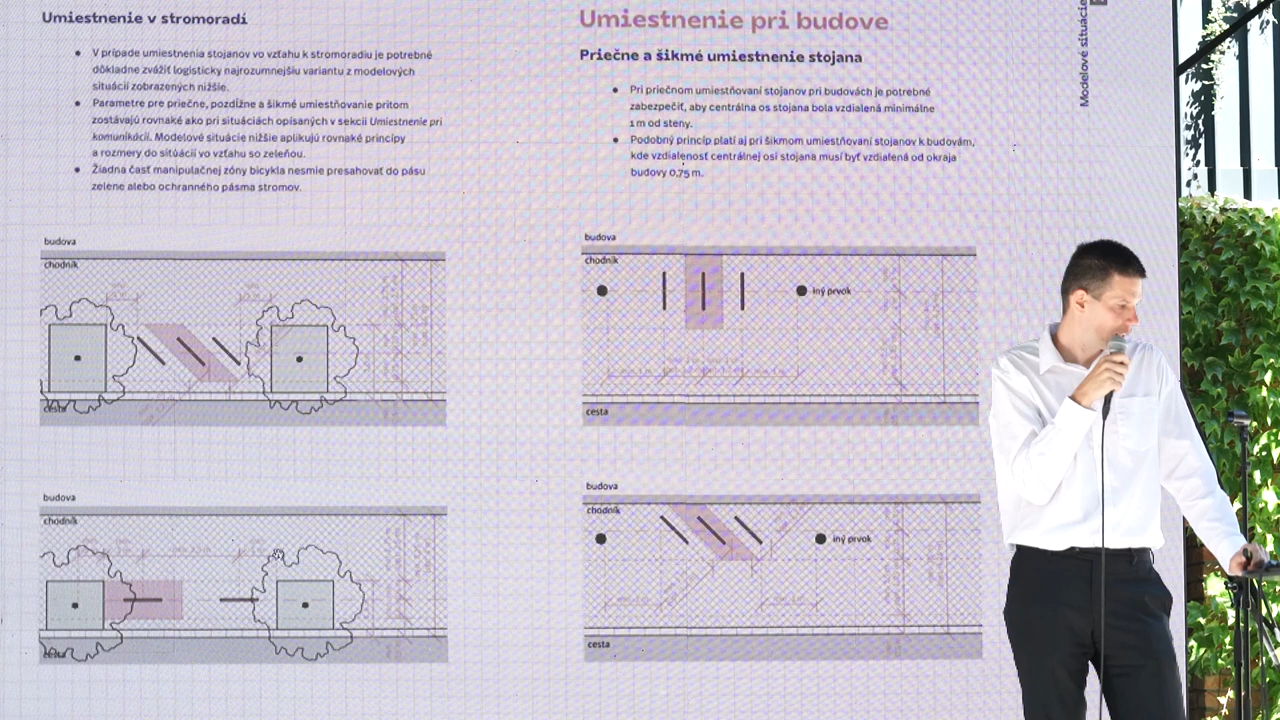 Umiestnenie v stromoradí
V prípade umiestnenia stojanov vo vzťahu k stromoradiu je potrebné
dôkladne zvážiť logisticky najrozumnejšiu variantu z modelových
situácií zobrazených nižšie.
Parametre pre priečne, pozdĺžne a šikmé umiestňovanie pritom
zostávajú rovnaké ako pri situáciách opísaných v sekcii Umiestnenie pri
komunikácii. Modelové situácie nižšie aplikujú rovnaké princípy
a rozmery do situácií vo vzťahu so zeleňou.
Žiadna časť manipulačnej zóny bicykla nesmie presahovať do pásu
zelene alebo ochranného pásma stromov.
budova
chodník
cesta
budova
chodník
cesta
Umiestnenie pri budove
Priečne a šikmé umiestnenie stojana
Pri priečnom umiestňovaní stojanov pri budovách je potrebné
zabezpečiť, aby centrálna os stojana bola vzdialená minimálne
1 m od steny.
Podobný princíp platí aj pri šikmom umiestňovaní stojanov k budovám,
kde vzdialenosť centrálnej osi stojana musí byť vzdialená od okraja
budovy 0,75 m.
budova
chodník
iný prvok
cesta
budova
chodník
iný prvok
cesta
Modelové situácie